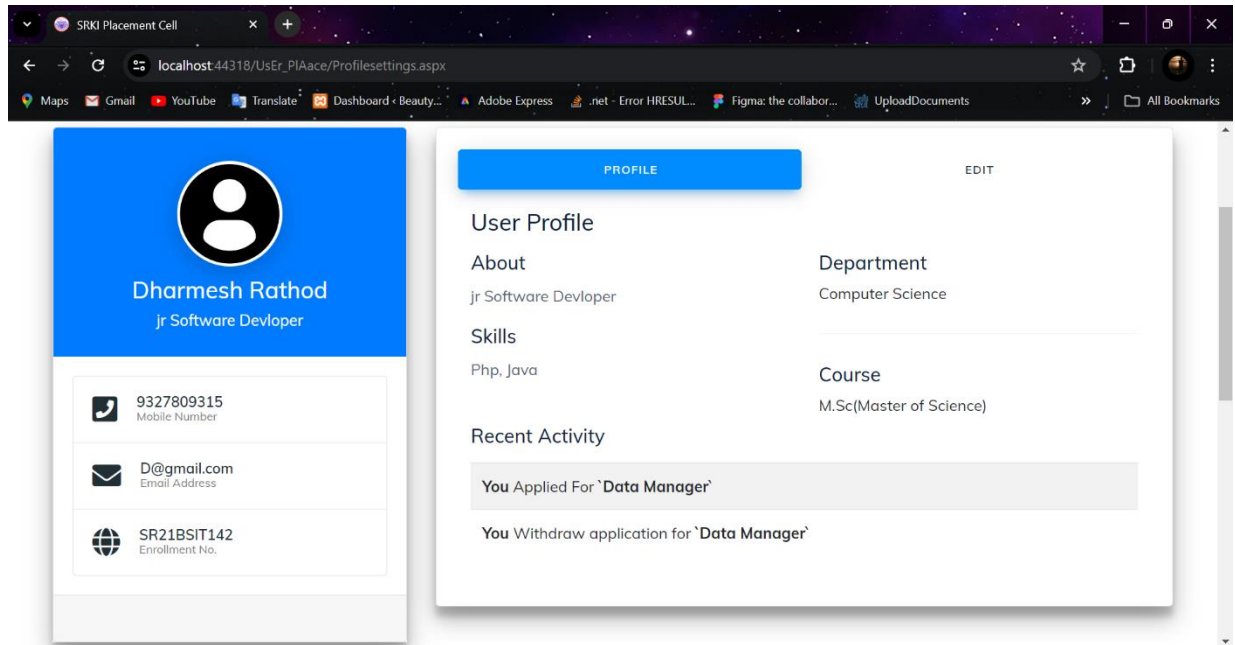 SRKI Placement Cell
localhost:44318/UsEr_PlAace/Profilesettings.aspx
Maps Gmail YouTube Translate Dashboard < Beauty... Adobe Express .net - Error HRESUL... Figma: the collabor... UploadDocuments » All Bookmarks
Dharmesh Rathod
jr Software Devloper
9327809315
Mobile Number
D@gmail.com
Email Address
SR21BSIT142
Enrollment No.
PROFILE EDIT
User Profile
About
jr Software Devloper
Skills
Php, Java
Department
Computer Science
Course
M.Sc(Master of Science)
Recent Activity
You Applied For `Data Manager`
You Withdraw application for `Data Manager`